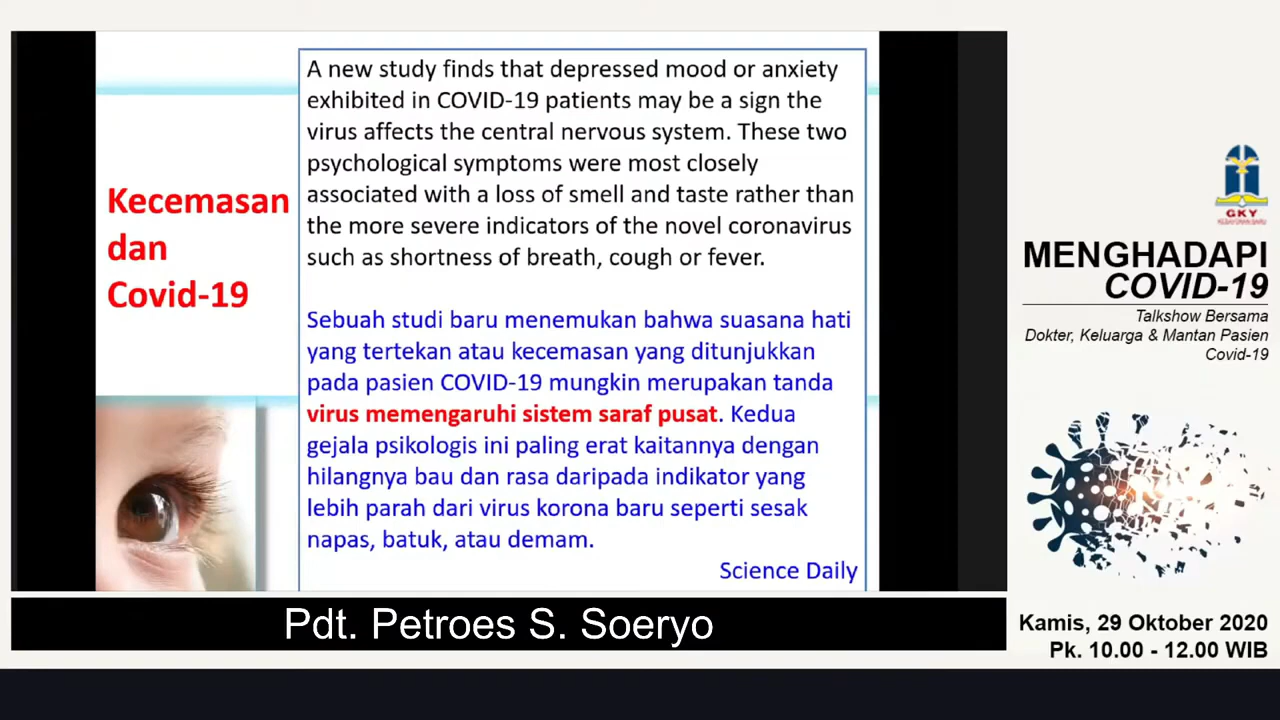 Kecemasan
dan
Covid-19
A new study finds that depressed mood or anxiety
exhibited in COVID-19 patients may be a sign the
virus affects the central nervous system. These two
psychological symptoms were most closely
associated with a loss of smell and taste rather than
the more severe indicators of the novel coronavirus
such as shortness of breath, cough or fever.
Sebuah studi baru menemukan bahwa suasana hati
yang tertekan atau kecemasan yang ditunjukkan
pada pasien COVID-19 mungkin merupakan tanda
virus memengaruhi sistem saraf pusat. Kedua
gejala psikologis ini paling erat kaitannya dengan
hilangnya bau dan rasa daripada indikator yang
lebih parah dari virus korona baru seperti sesak
napas, batuk, atau demam.
Science Daily
Pdt. Petroes S. Soeryo
GKY
MENGHADAPI
COVID-19
Talkshow Bersama
Dokter, Keluarga & Mantan Pasien
Covid-19
Kamis, 29 Oktober 2020
Pk. 10.00 - 12.00 WIB